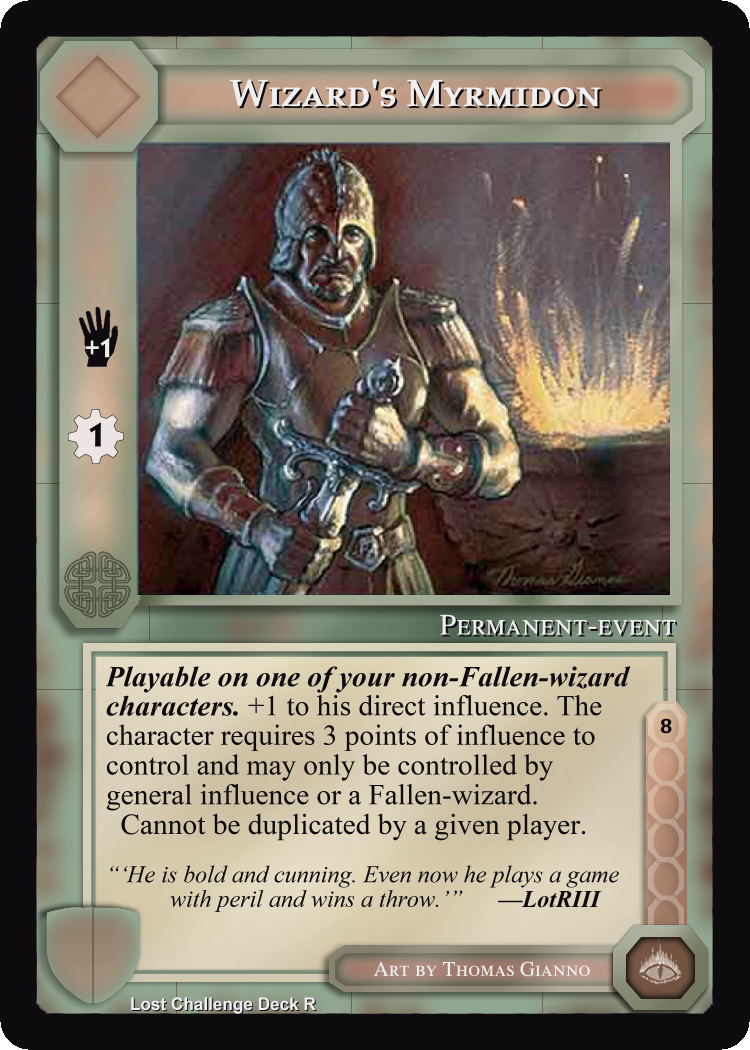 Wizard's Myrmidon
+1
1
Thomas Gianni
Permanent-event
Playable on one of your non-Fallen-wizard
characters. +1 to his direct influence. The
character requires 3 points of influence to
control and may only be controlled by
general influence or a Fallen-wizard.
Cannot be duplicated by a given player.
8
“‘He is bold and cunning. Even now he plays a game
with peril and wins a throw.’” —LotRIII
Art by Thomas Gianno
Lost Challenge Deck R